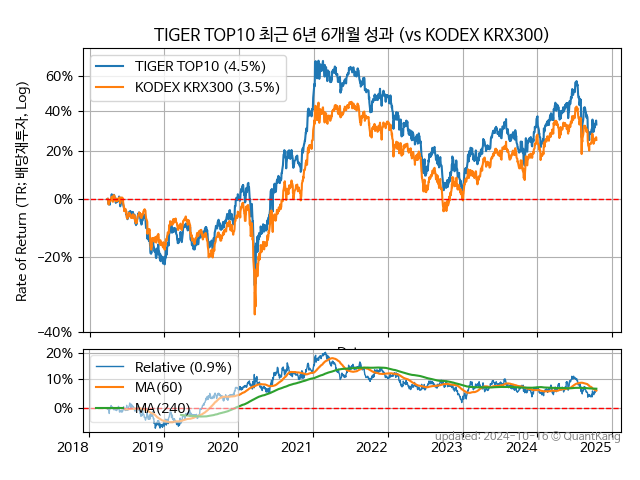 TIGER TOP10 최근 6년 6개월 성과 (vs KODEX KRX300)
TIGER TOP10 (4.5%)
KODEX KRX300 (3.5%)
Rate of Return (TR: 배당재투자, Log)
60%
40%
20%
0%
−20%
−40%
Relative (0.9%)
MA(60)
MA(240)
20%
10%
0%
updated: 2024-10-16 © QuantKang
2018 2019 2020 2021 2022 2023 2024 2025